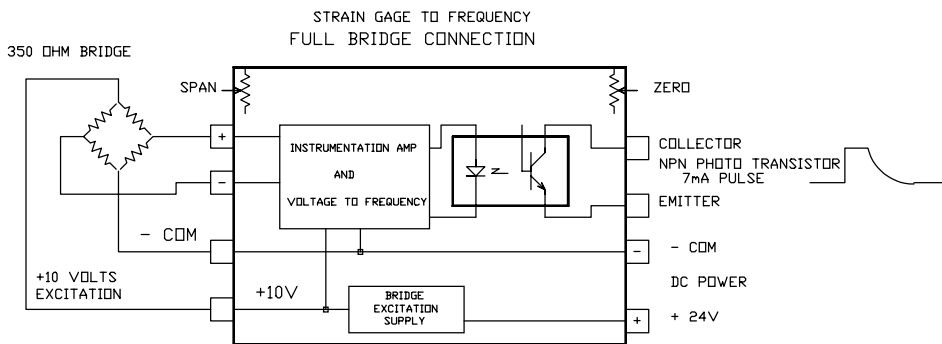 STRAIN GAGE TO FREQUENCY
FULL BRIDGE CONNECTION
350 OHM BRIDGE
SPAN
ZERO
+
INSTRUMENTATION AMP
AND
VOLTAGE TO FREQUENCY
-
COLLECTOR
NPN PHOTO TRANSISTOR
7mA PULSE
EMITTER
- COM
-
- COM
+10 VOLTS
EXCITATION
+10V
BRIDGE
EXCITATION
SUPPLY
DC POWER
+
+ 24V